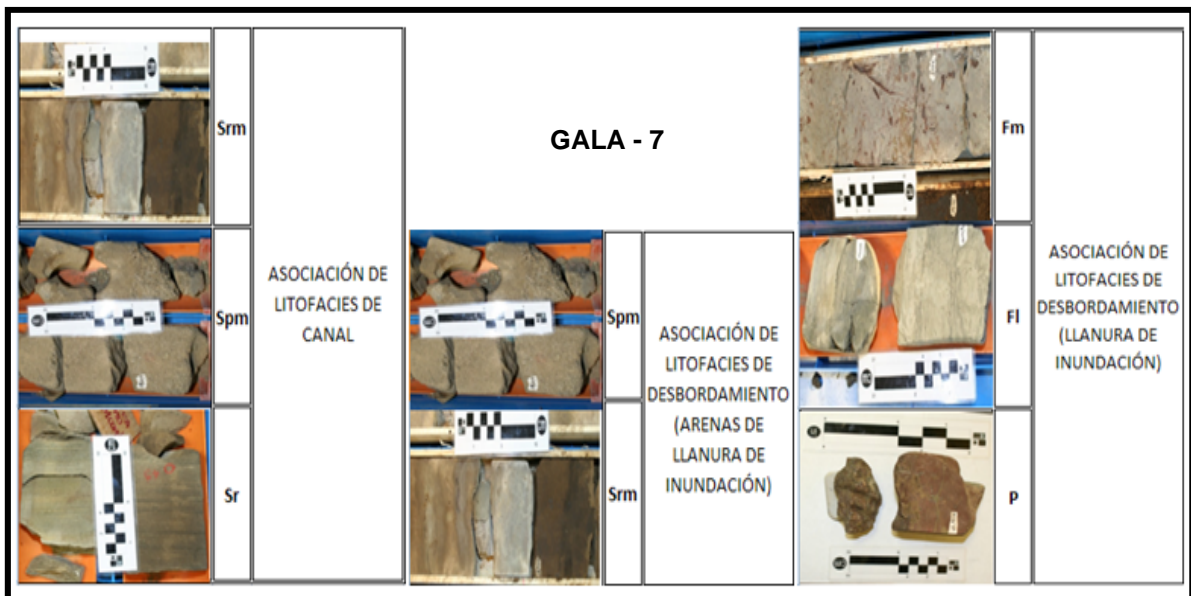 GALA - 7
Srm
Spm
Sr
ASOCIACIÓN DE
LITOFACIES DE
CANAL
Spm
Srm
ASOCIACIÓN DE
LITOFACIES DE
DESBORDAMIENTO
(ARENAS DE
LLANURA DE
INUNDACIÓN)
Fm
Fl
P
ASOCIACIÓN DE
LITOFACIES DE
DESBORDAMIENTO
(LLANURA DE
INUNDACIÓN)